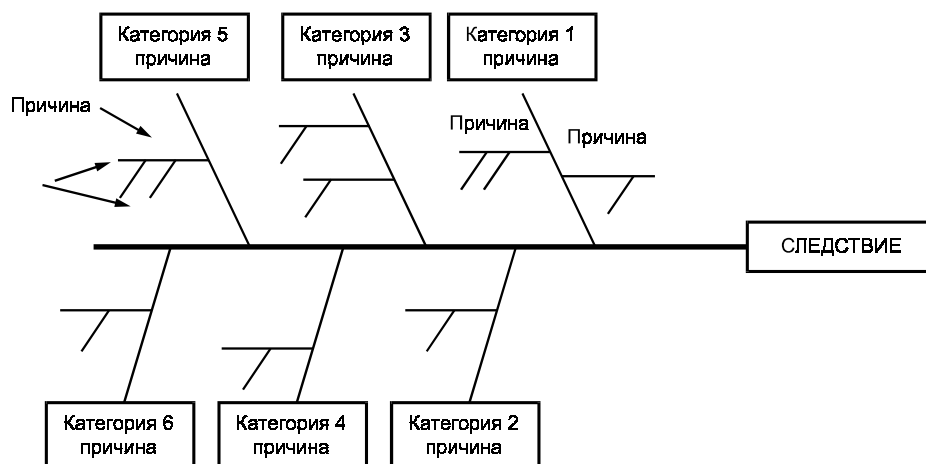 Категория 5
причина
Категория 3
причина
Категория 1
причина
Причина
Причина
Причина
СЛЕДСТВИЕ
Категория 6
причина
Категория 4
причина
Категория 2
причина